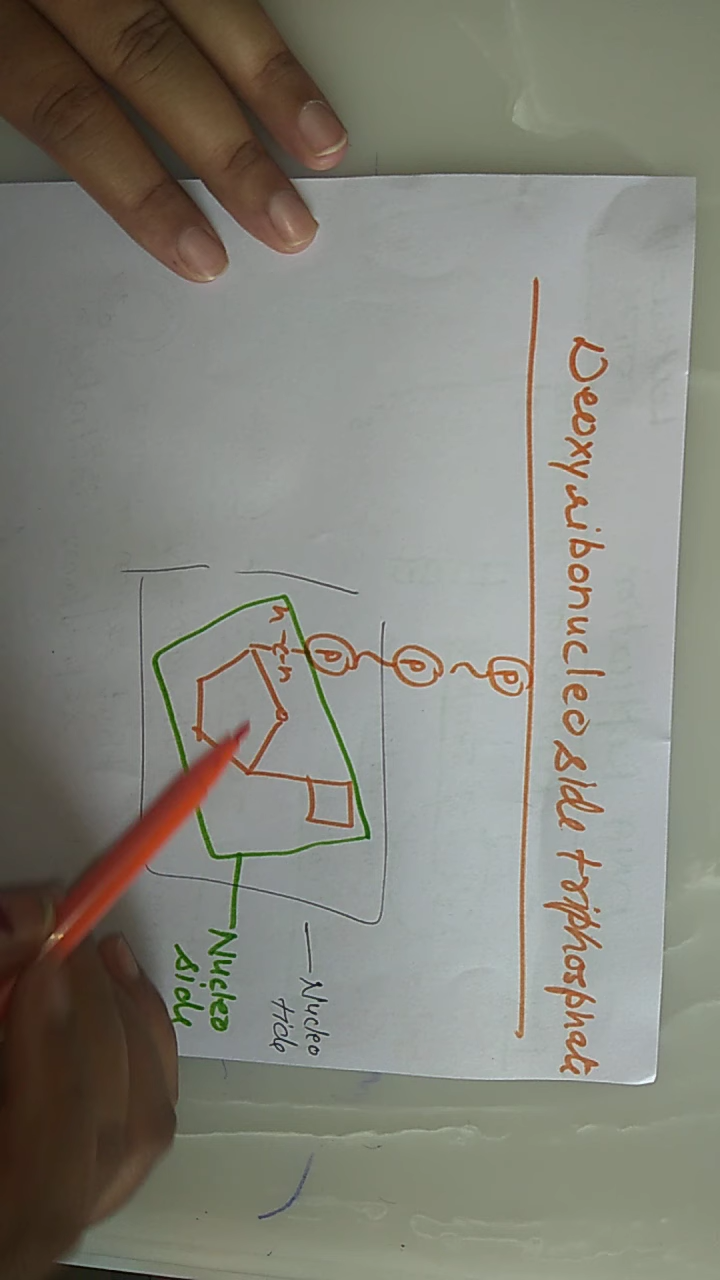 Deoxyribonucleoside triphosphate
P
P
P
h-c-h
o
Nucleo
tide
Nucleo
side